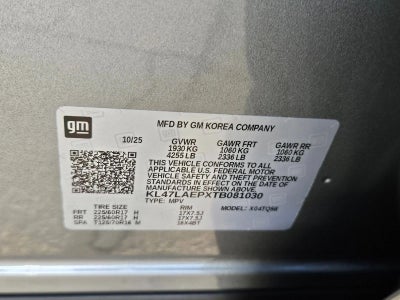 gm
MFD BY GM KOREA COMPANY
10/25 GVWR GAWR FRT GAWR RR
1930 KG 1060 KG 1060 KG
4255 LB 2336 LB 2336 LB
THIS VEHICLE CONFORMS TO ALL
APPLICABLE U.S. FEDERAL MOTOR
VEHICLE SAFETY AND THEFT
PREVENTION STANDARDS IN EFFECT
ON THE DATE OF MANUFACTURE
SHOWN ABOVE.
KL47LAEPXTB081030
TYPE: MPV MODEL:
TIRE SIZE RIM
FRT 225/60R17 H 17X7.5J
RR 225/60R17 H 17X7.5J
SPA T125/70R16 M 16X4BT